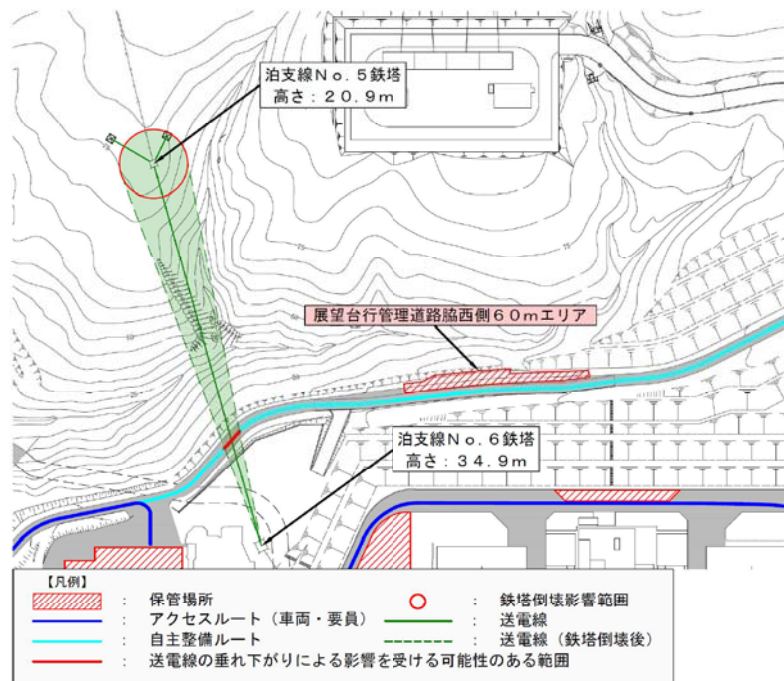 泊支線No.5鉄塔
高さ:20.9m
展望台行管理道路脇西側60mエリア
泊支線No.6鉄塔
高さ:34.9m
【凡例】
: 保管場所
: 鉄塔倒壊影響範囲
: アクセスルート(車両・要員)
: 送電線
: 自主整備ルート
: 送電線(鉄塔倒壊後)
: 送電線の垂れ下がりによる影響を受ける可能性のある範囲